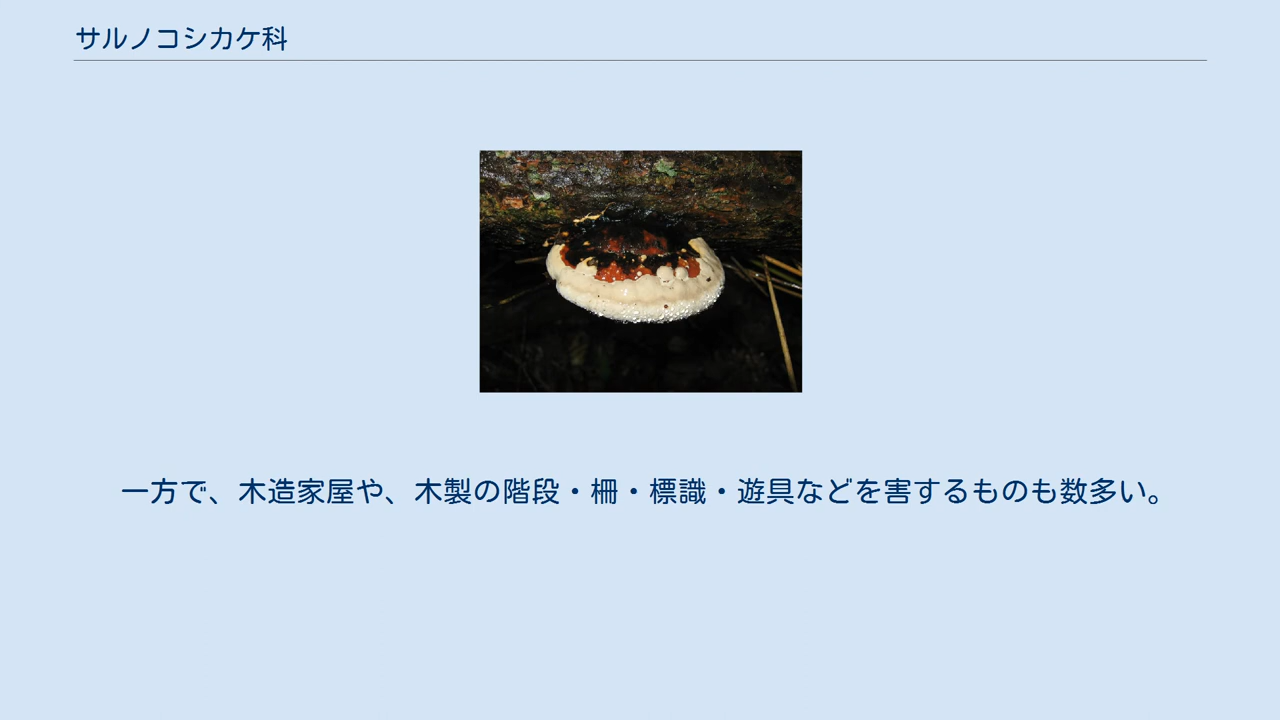 サルノコシカケ科
一方で、木造家屋や、木製の階段・柵・標識・遊具などを害するものも数多い。